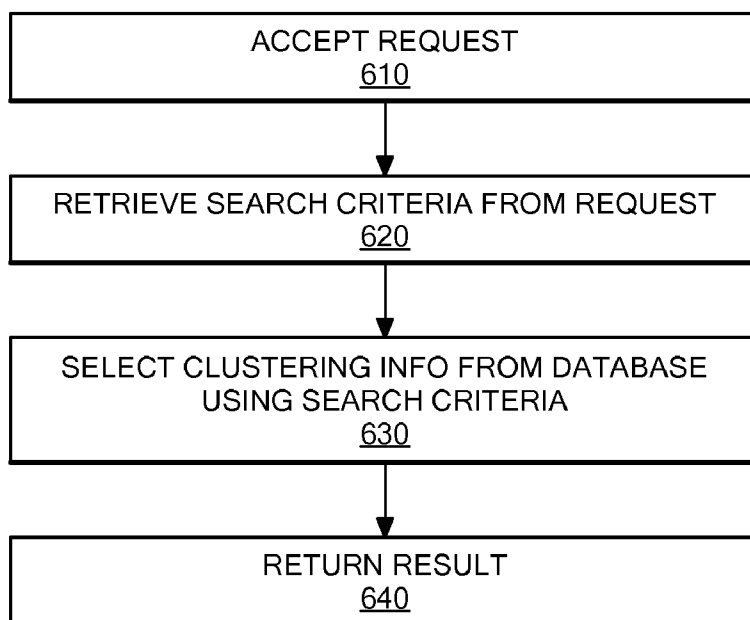 ACCEPT REQUEST
610
RETRIEVE SEARCH CRITERIA FROM REQUEST
620
SELECT CLUSTERING INFO FROM DATABASE
USING SEARCH CRITERIA
630
RETURN RESULT
640